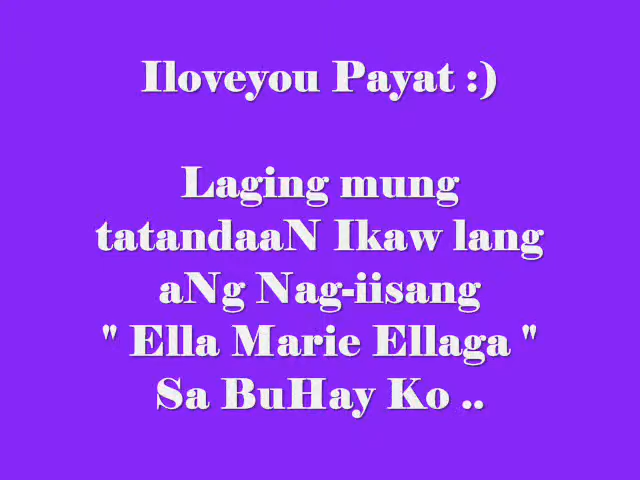 Iloveyou Payat :)
Laging mung
tatandaaN Ikaw lang
aNg Nag-iisang
" Ella Marie Ellaga "
Sa BuHay Ko ..